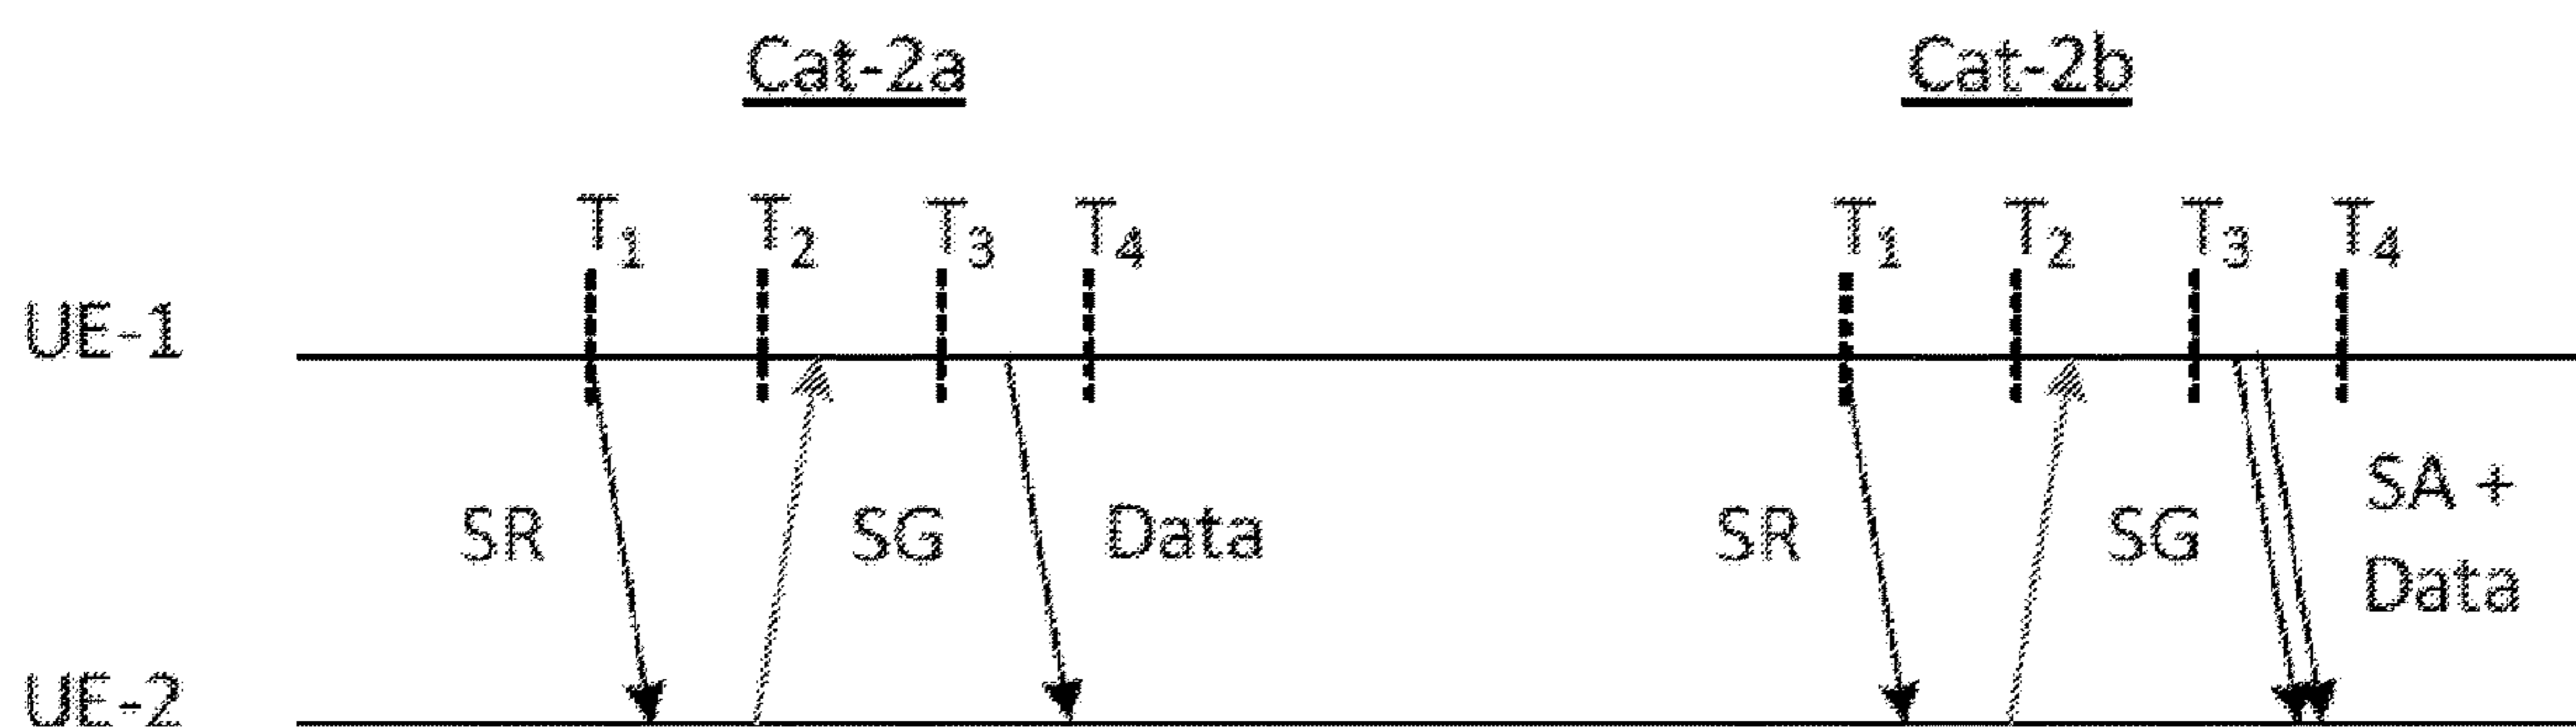 Cat-2a Cat-2b
T1 T2 T3 T4 T1 T2 T3 T4
UE-1
SR SG Data SR SG SA +
Data
UE-2